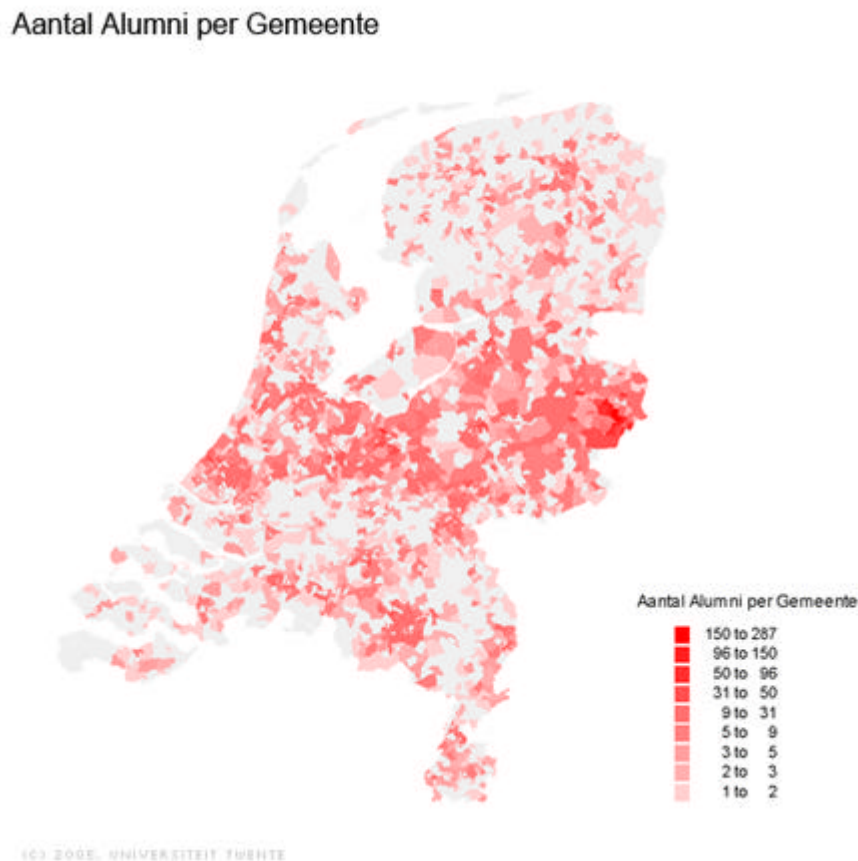 Aantal Alumni per Gemeente
Aantal Alumni per Gemeente
150 to 287
96 to 150
50 to 96
31 to 50
9 to 31
5 to 9
3 to 5
2 to 3
1 to 2
UNIVERSITEIT TWENTE